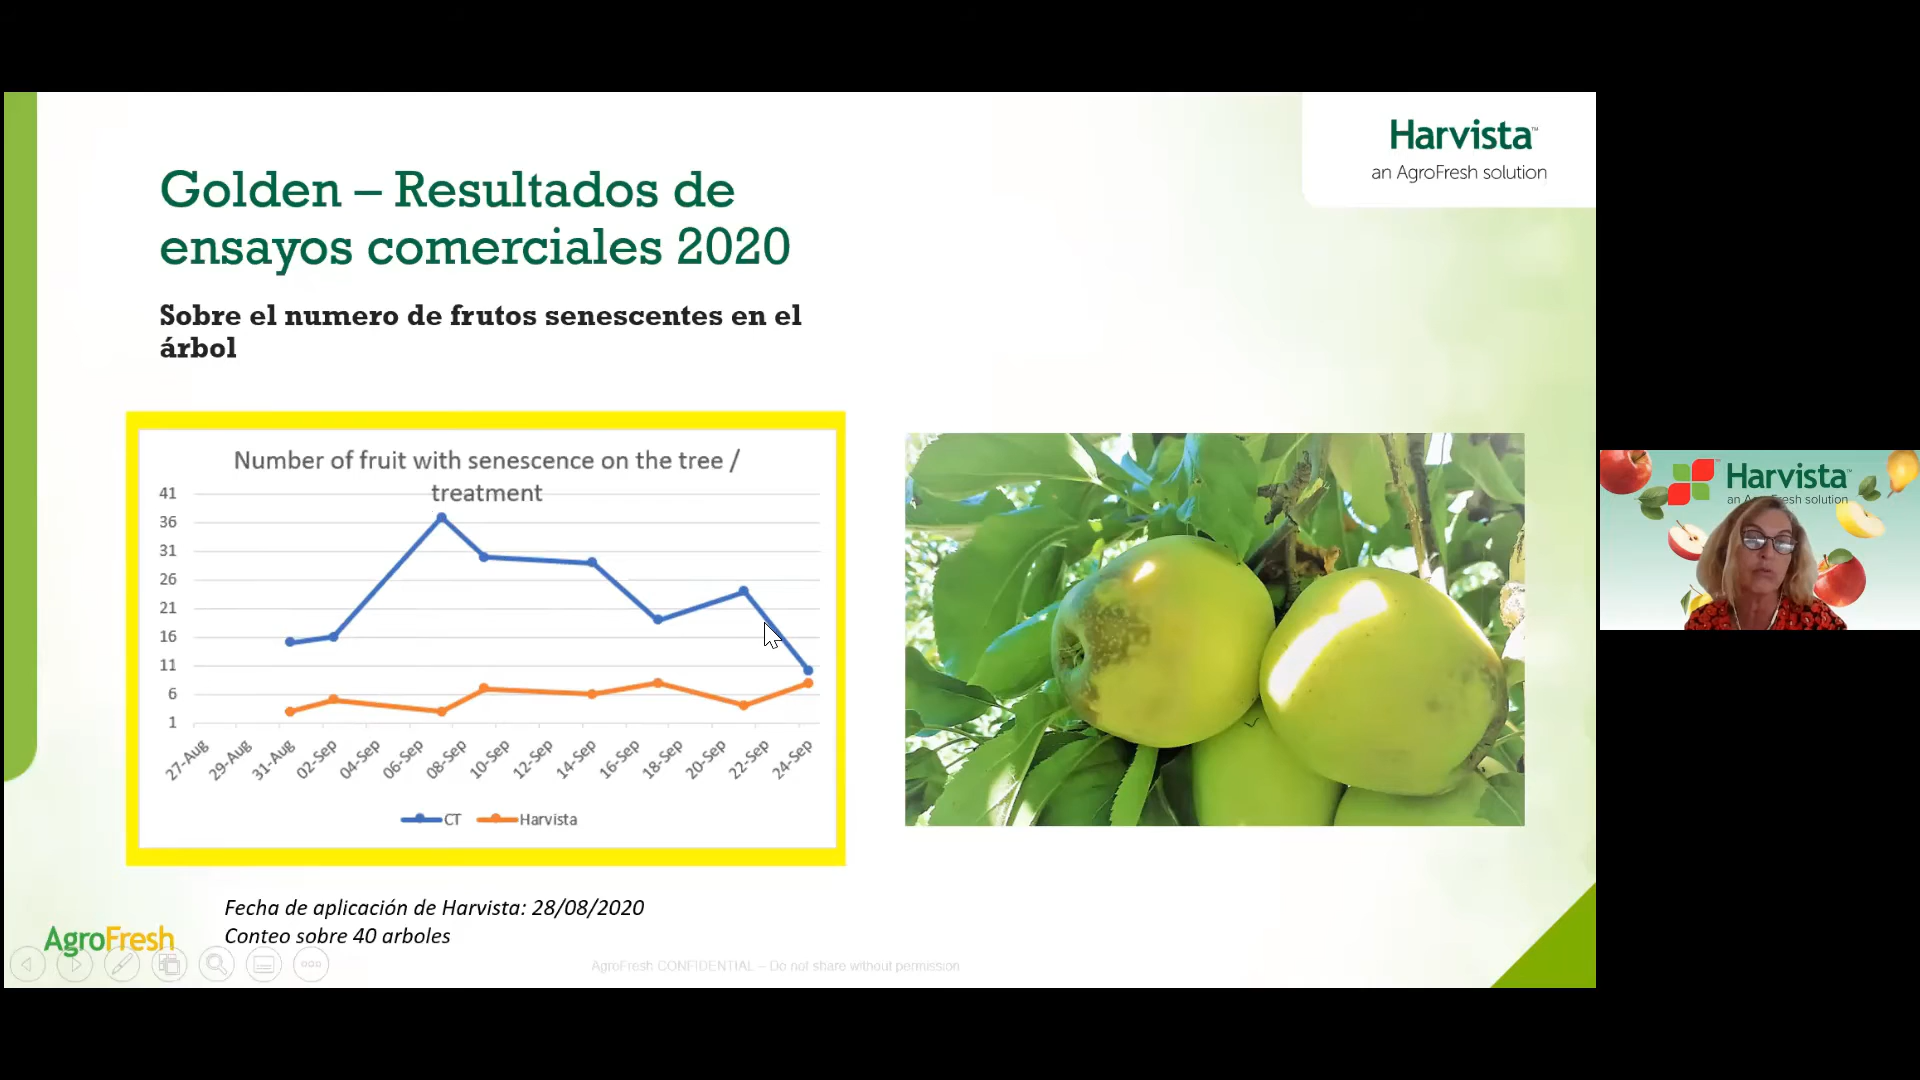 Harvista™
an AgroFresh solution
Golden – Resultados de
ensayos comerciales 2020
Sobre el numero de frutos senescentes en el
árbol
Number of fruit with senescence on the tree /
treatment
41
36
31
26
21
16
11
6
1
27-Aug
29-Aug
31-Aug
02-Sep
04-Sep
06-Sep
08-Sep
10-Sep
12-Sep
14-Sep
16-Sep
18-Sep
20-Sep
22-Sep
24-Sep
CT
Harvista
Harvista™
an AgroFresh solution
Fecha de aplicación de Harvista: 28/08/2020
Conteo sobre 40 arboles
AgroFresh
AgroFresh CONFIDENTIAL – Do not share without permission